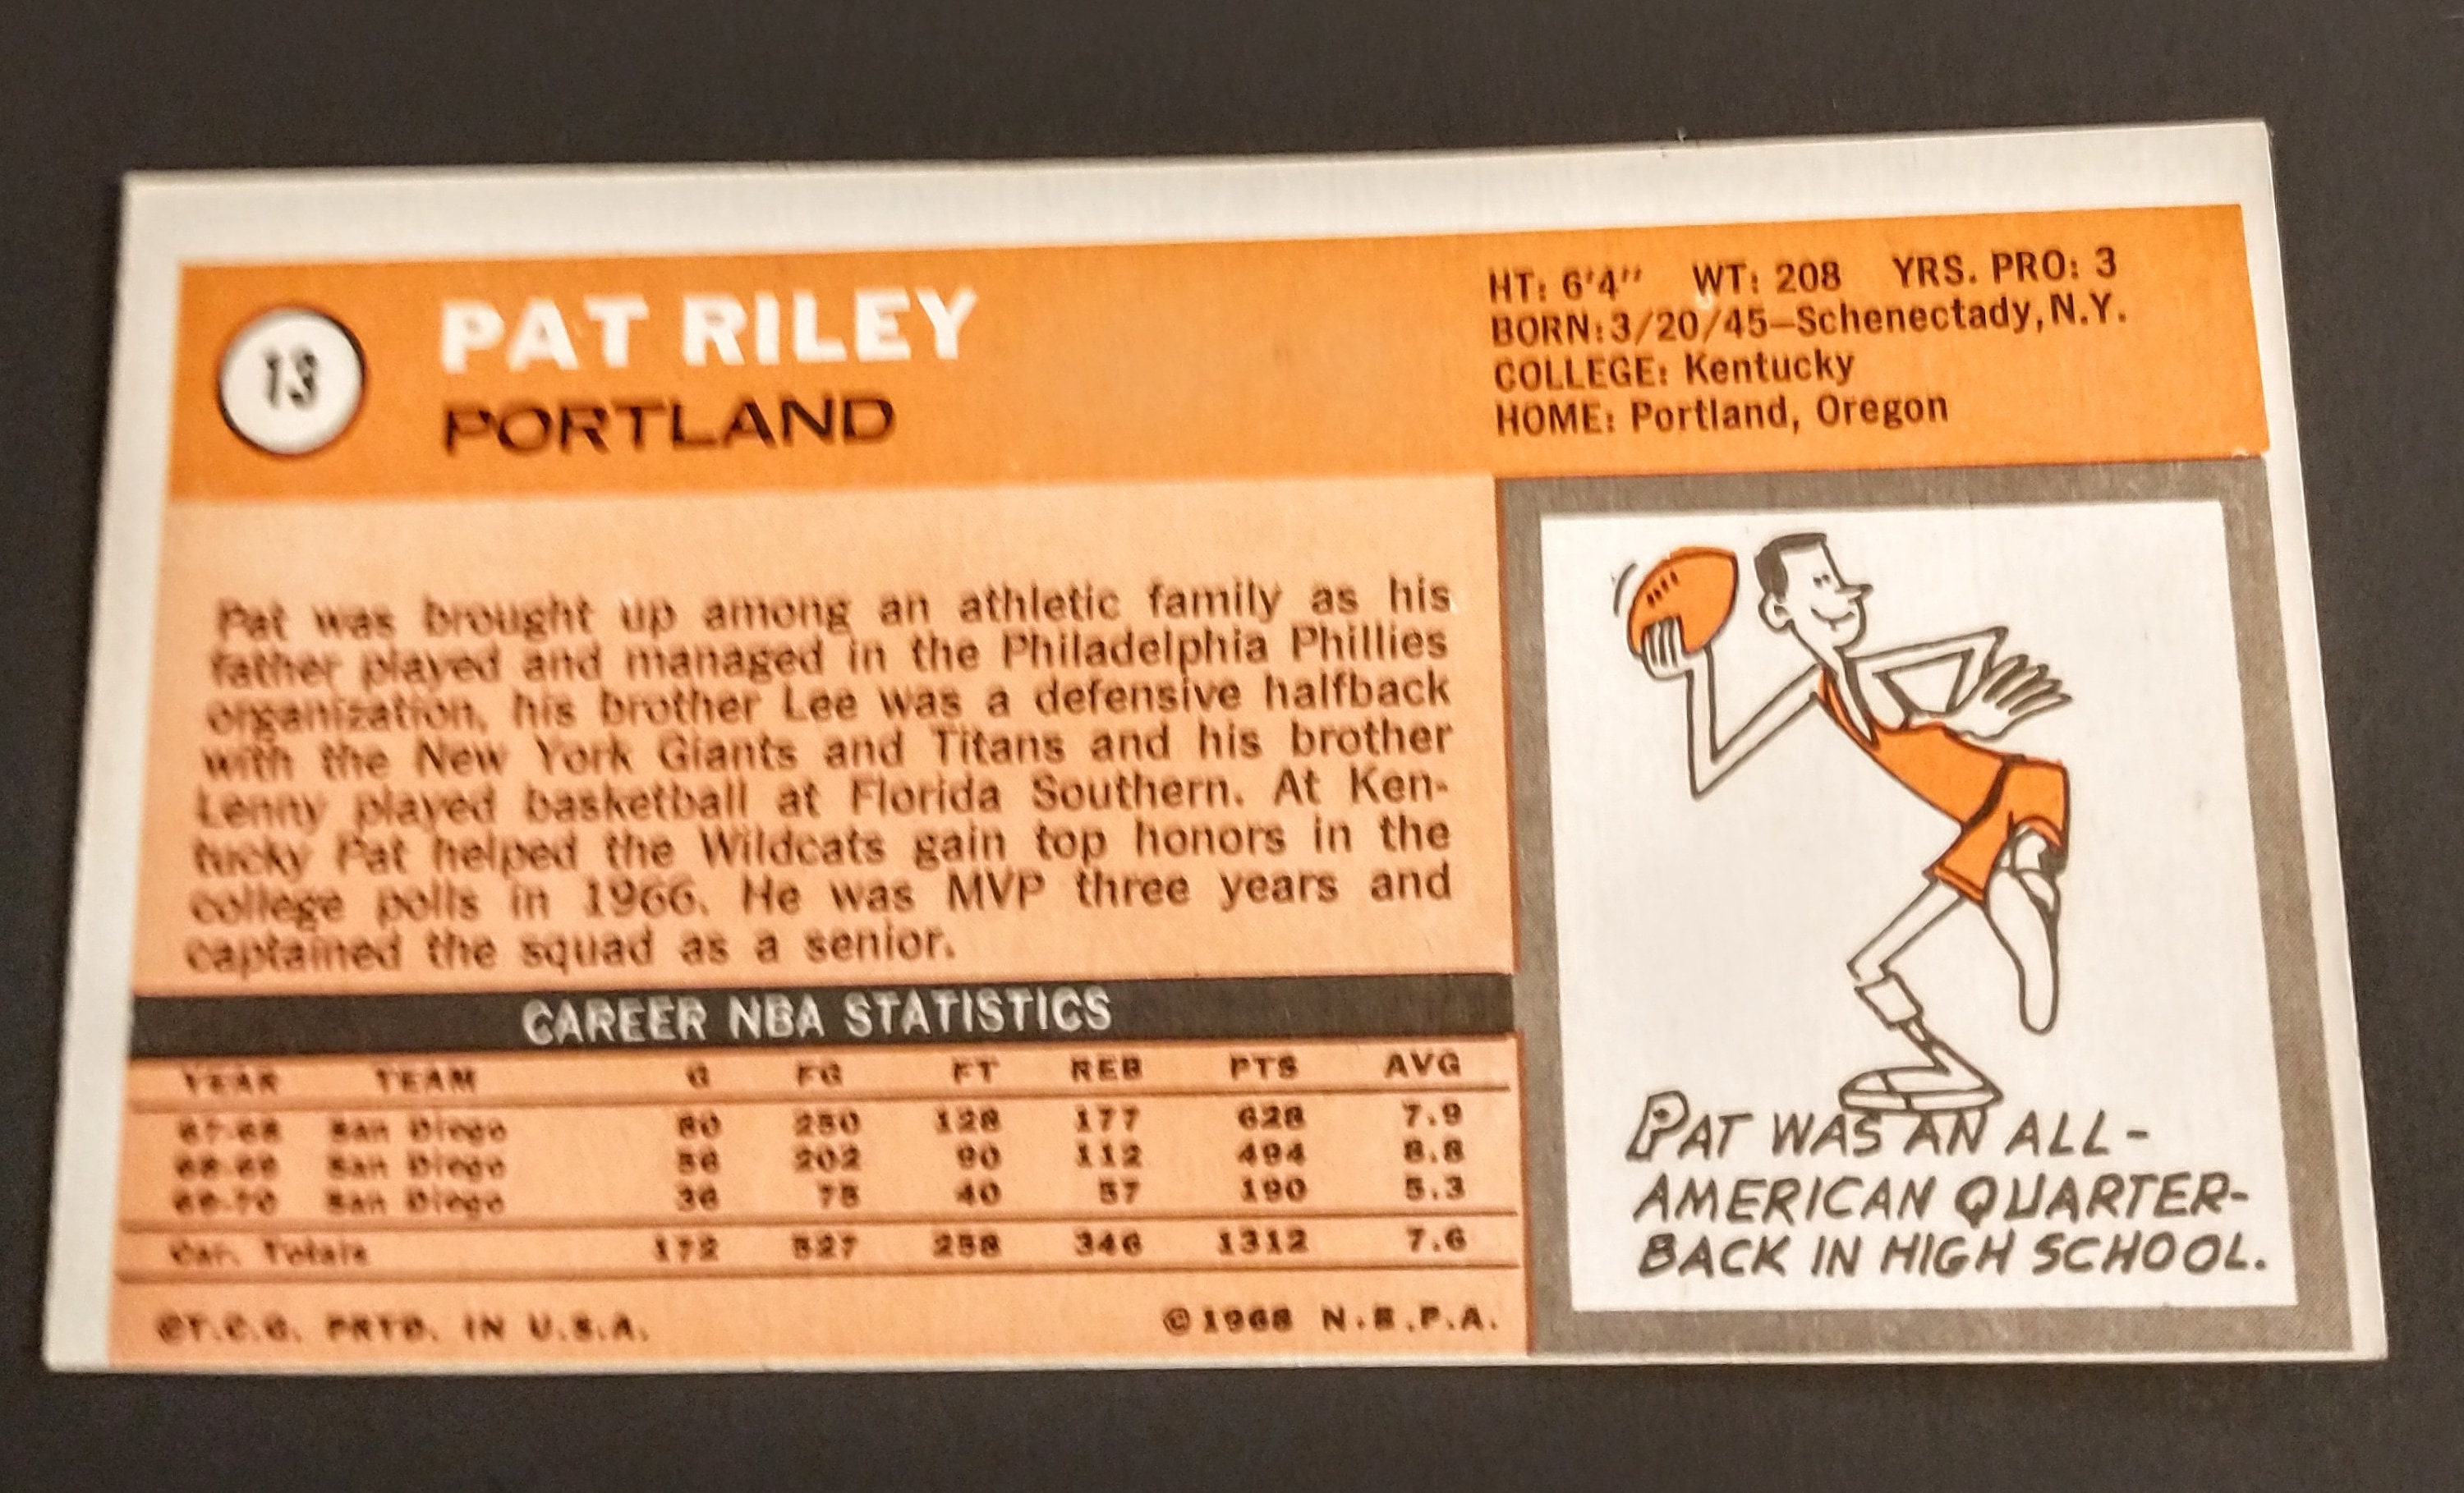 13
PAT RILEY
PORTLAND
HT: 6'4" WT: 208 YRS. PRO: 3
BORN: 3/20/45—Schenectady, N.Y.
COLLEGE: Kentucky
HOME: Portland, Oregon
Pat was brought up among an athletic family as his
father played and managed in the Philadelphia Phillies
organization, his brother Lee was a defensive halfback
with the New York Giants and Titans and his brother
Lenny played basketball at Florida Southern. At Ken-
tucky Pat helped the Wildcats gain top honors in the
college polls in 1966. He was MVP three years and
captained the squad as a senior.
CAREER NBA STATISTICS
YEAR TEAM G FG FT REB PTS AVG
67-68 San Diego 80 250 128 177 628 7.9
68-69 San Diego 56 202 90 112 494 8.8
69-70 San Diego 36 75 40 57 190 5.3
Car. Totals 172 527 258 346 1312 7.6
©T.C.G. PRTD. IN U.S.A. ©1968 N.B.P.A.
PAT WAS AN ALL-
AMERICAN QUARTER-
BACK IN HIGH SCHOOL.